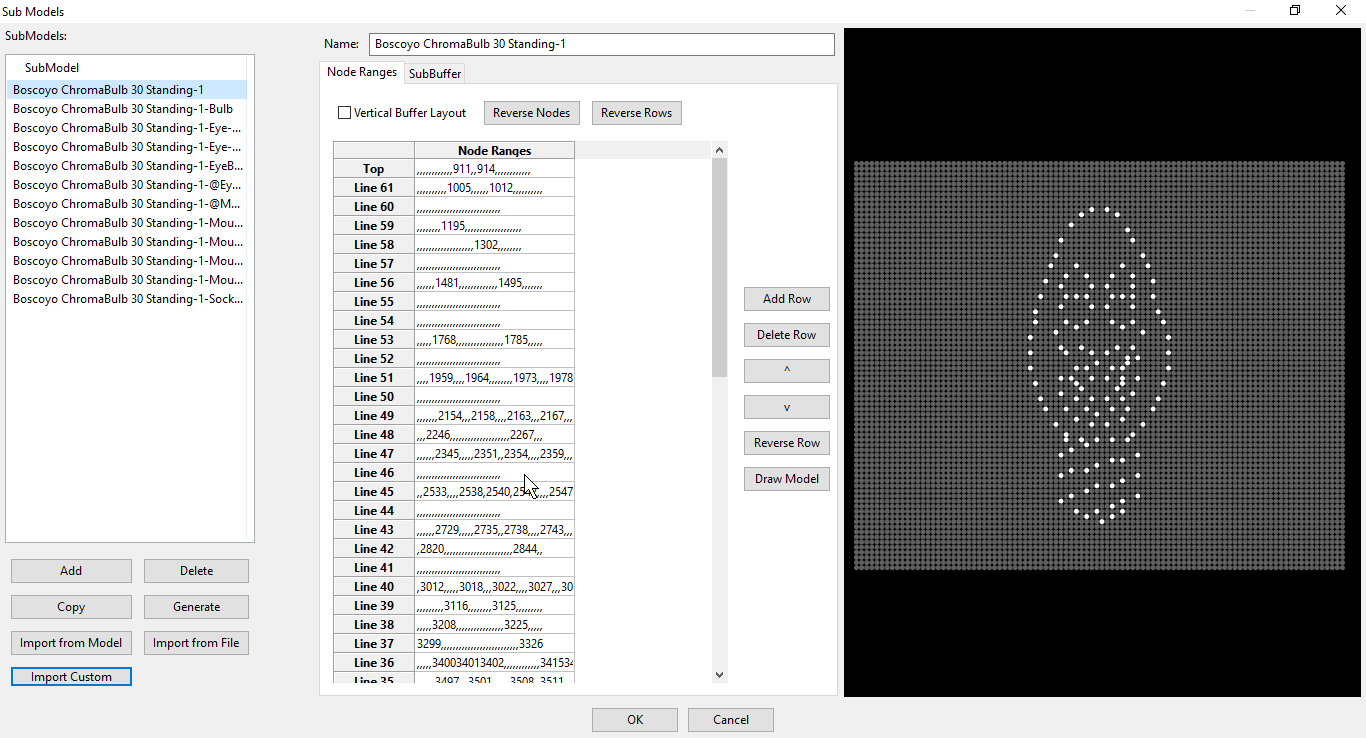 Sub Models
SubModels:
SubModel
Boscoyo ChromaBulb 30 Standing-1
Boscoyo ChromaBulb 30 Standing-1-Bulb
Boscoyo ChromaBulb 30 Standing-1-Eye-...
Boscoyo ChromaBulb 30 Standing-1-Eye-...
Boscoyo ChromaBulb 30 Standing-1-EyeB...
Boscoyo ChromaBulb 30 Standing-1-@Ey...
Boscoyo ChromaBulb 30 Standing-1-@M...
Boscoyo ChromaBulb 30 Standing-1-Mou...
Boscoyo ChromaBulb 30 Standing-1-Mou...
Boscoyo ChromaBulb 30 Standing-1-Mou...
Boscoyo ChromaBulb 30 Standing-1-Mou...
Boscoyo ChromaBulb 30 Standing-1-Sock...
Add Delete
Copy Generate
Import from Model Import from File
Import Custom
Name: Boscoyo ChromaBulb 30 Standing-1
Node Ranges SubBuffer
Vertical Buffer Layout Reverse Nodes Reverse Rows
Node Ranges
Top ,,,,,,,,,,,,911,,914,,,,,,,,,,,,
Line 61 ,,,,,,,,,,1005,,,,,,1012,,,,,,,,,,
Line 60 ,,,,,,,,,,,,,,,,,,,,,,,,,,,
Line 59 ,,,,,,,,1195,,,,,,,,,,,,,,,,,,,
Line 58 ,,,,,,,,,,,,,,,,,,,1302,,,,,,,,
Line 57 ,,,,,,,,,,,,,,,,,,,,,,,,,,,
Line 56 ,,,,,,1481,,,,,,,,,,,,,1495,,,,,,,
Line 55 ,,,,,,,,,,,,,,,,,,,,,,,,,,,
Line 54 ,,,,,,,,,,,,,,,,,,,,,,,,,,,
Line 53 ,,,,,1768,,,,,,,,,,,,,,,,1785,,,,,
Line 52 ,,,,,,,,,,,,,,,,,,,,,,,,,,,
Line 51 ,,,,1959,,,,1964,,,,,,,,1973,,,,1978
Line 50 ,,,,,,,,,,,,,,,,,,,,,,,,,,,
Line 49 ,,,,,,,2154,,,2158,,,,2163,,,2167,,,
Line 48 ,,,2246,,,,,,,,,,,,,,,,,,,,2267,,,
Line 47 ,,,,,,2345,,,,,2351,,2354,,,,2359,,,
Line 46 ,,,,,,,,,,,,,,,,,,,,,,,,,,,
Line 45 ,,2533,,,,2538,2540, ,,,,2547
Line 44 ,,,,,,,,,,,,,,,,,,,,,,,,,,,
Line 43 ,,,,,,2729,,,,,2735,,2738,,,,2743,,,
Line 42 ,2820,,,,,,,,,,,,,,,,,,,,,,,2844,,
Line 41 ,,,,,,,,,,,,,,,,,,,,,,,,,,,
Line 40 ,3012,,,,,3018,,,3022,,,,3027,,,30
Line 39 ,,,,,,,,,3116,,,,,,,,3125,,,,,,,,,
Line 38 ,,,,,3208,,,,,,,,,,,,,,,,3225,,,,,
Line 37 3299,,,,,,,,,,,,,,,,,,,,,,,,,,3326
Line 36 ,,,,,340034013402,,,,,,,,,,,,341534
Line 35 3497 3501 3508 3511
Add Row
Delete Row
^
v
Reverse Row
Draw Model
OK Cancel